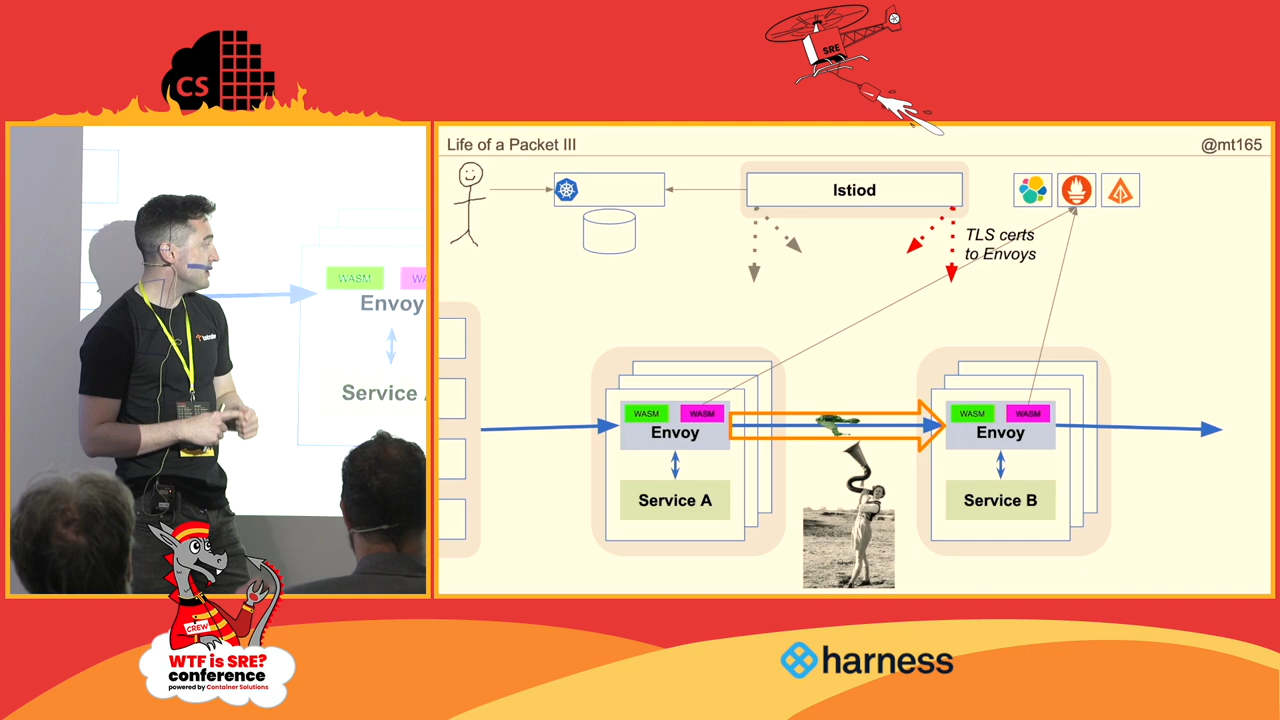 CS
SRE
Life of a Packet III
@mt165
Istiod
TLS certs
to Envoys
WASM
Envoy
Service
WASM
WASM
Envoy
Service A
WASM
WASM
Envoy
Service B
CREW
WTF is SRE?
conference
powered by Container Solutions
harness